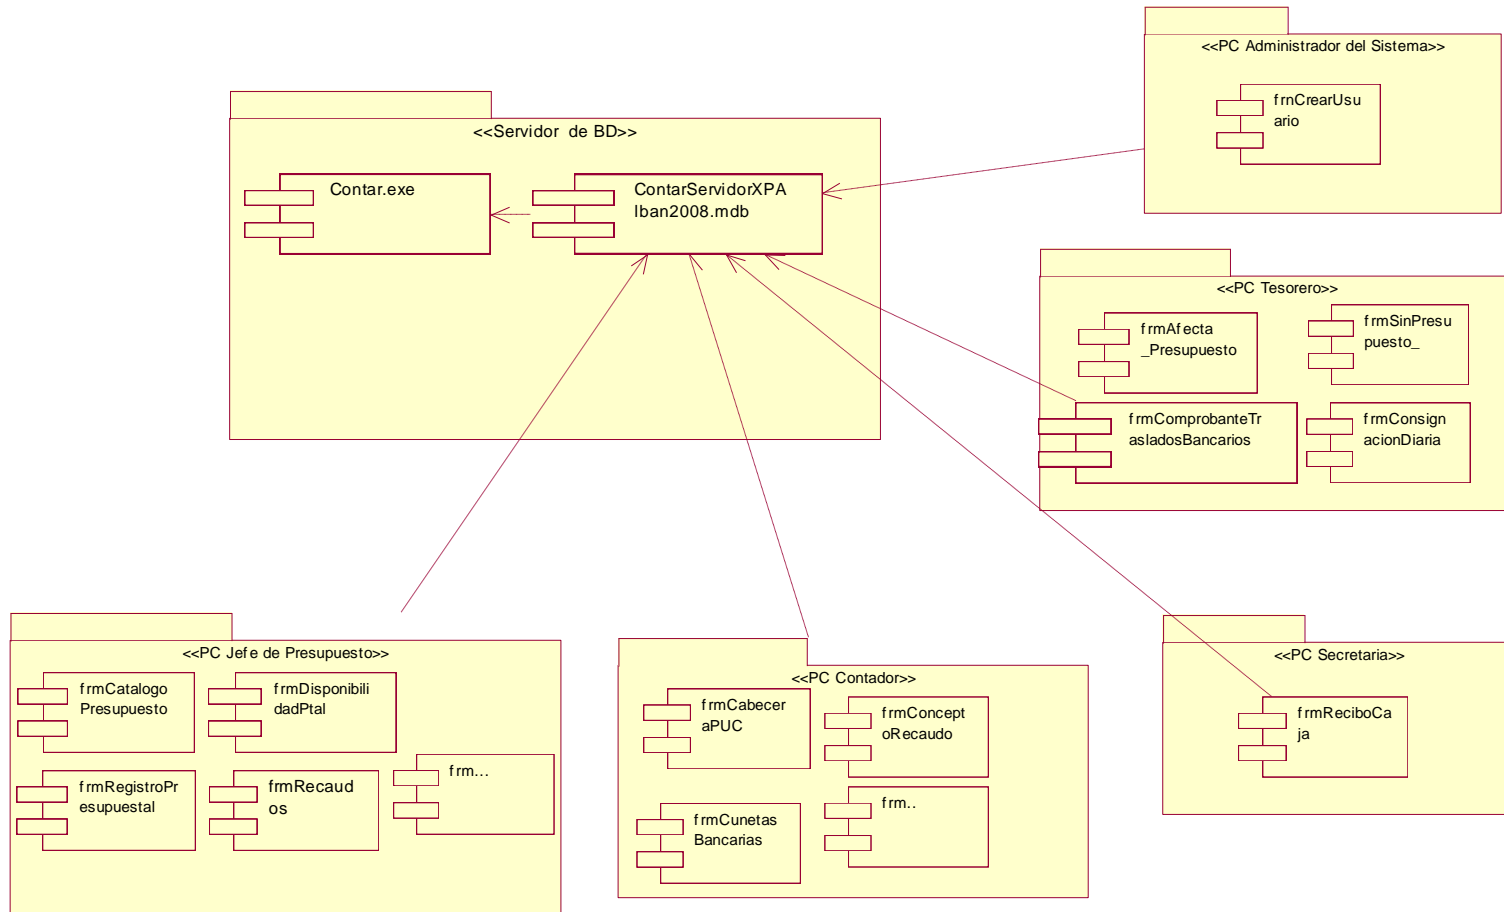 <<PC Administrador del Sistema>>
frnCrearUsu
ario
<<Servidor de BD>>
Contar.exe
ContarServidorXPA
lban2008.mdb
<<PC Tesorero>>
frmAfecta
_Presupuesto
frmSinPresu
puesto_
frmComprobanteTr
asladosBancarios
frmConsign
acionDiaria
<<PC Jefe de Presupuesto>>
frmCatalogo
Presupuesto
frmDisponibili
dadPtal
frmRegistroPr
esupuestal
frmRecaud
os
frm...
<<PC Contador>>
frmCabecer
aPUC
frmConcept
oRecaudo
frmCunetas
Bancarias
frm..
<<PC Secretaria>>
frmReciboCa
ja